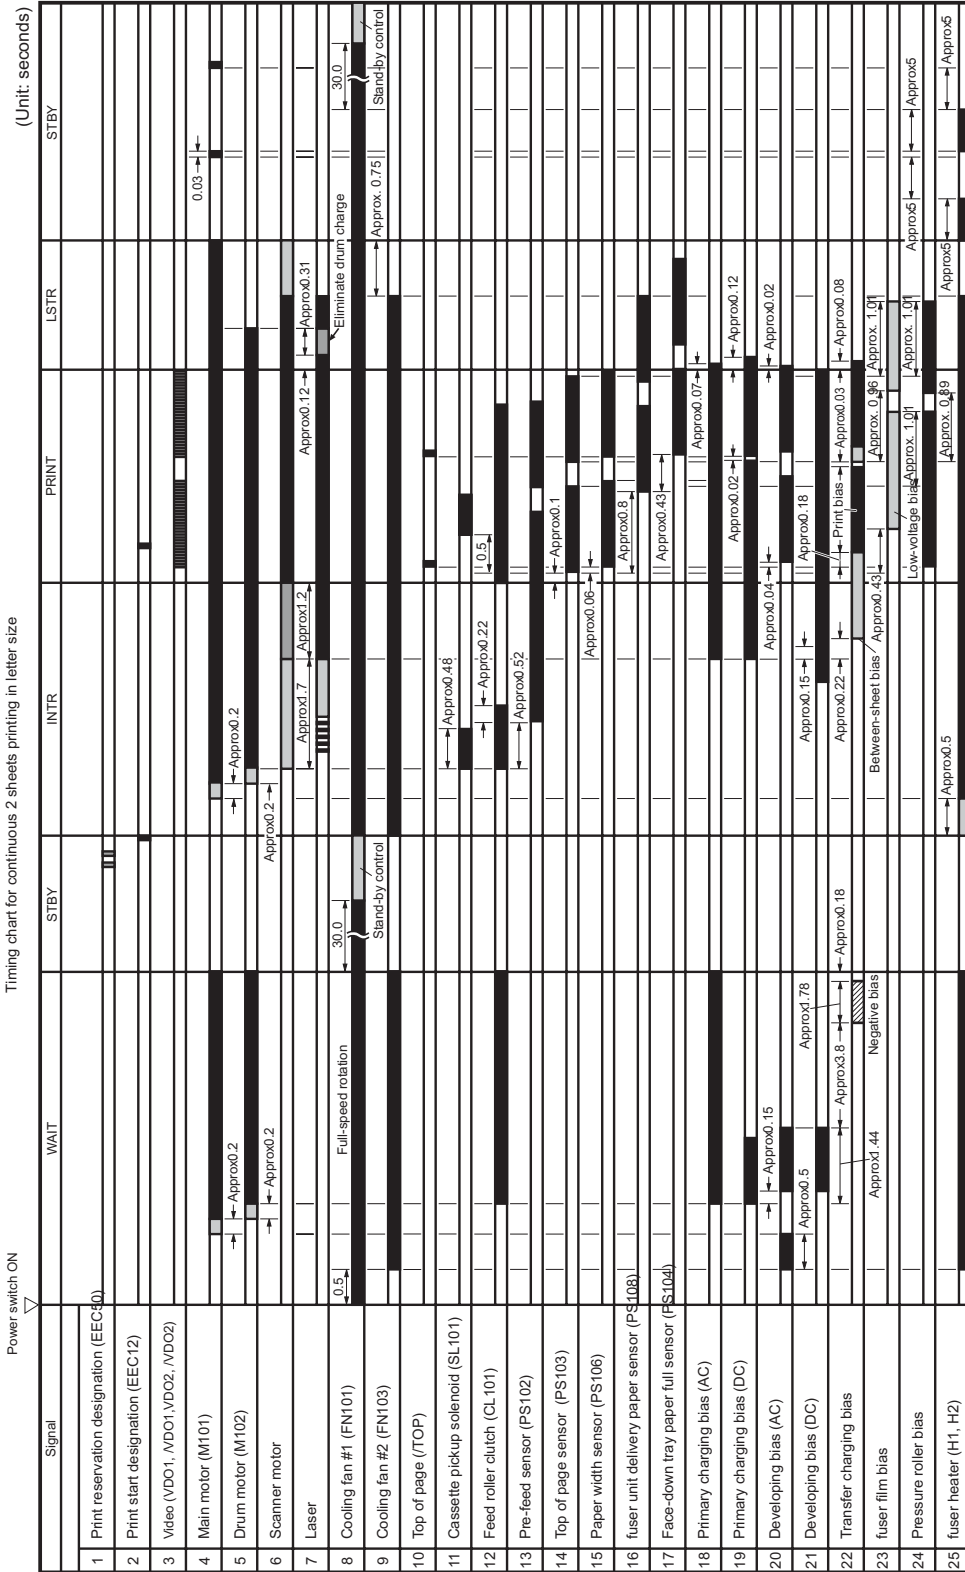 Timing chart for continuous 2 sheets printing in letter size
(Unit: seconds)
Power switch ON
Signal
WAIT
STBY
INTR
PRINT
LSTR
STBY
1 Print reservation designation (EEC50)
2 Print start designation (EEC12)
3 Video (VDO1, /VDO1,VDO2, /VDO2)
4 Main motor (M101)
0.03
5 Drum motor (M102)
Approx0.2
Approx0.2
6 Scanner motor
Approx0.2
Approx0.2
7 Laser
Approx1.7
Approx1.2
Approx0.12
Approx0.31
Eliminate drum charge
8 Cooling fan #1 (FN101)
0.5
Full-speed rotation
30.0
Stand-by control
30.0
Stand-by control
9 Cooling fan #2 (FN103)
Approx. 0.75
10 Top of page (/TOP)
11 Cassette pickup solenoid (SL101)
Approx0.48
12 Feed roller clutch (CL101)
Approx0.22
0.5
13 Pre-feed sensor (PS102)
Approx0.52
14 Top of page sensor (PS103)
Approx0.1
15 Paper width sensor (PS106)
Approx0.06
16 fuser unit delivery paper sensor (PS108)
Approx0.8
17 Face-down tray paper full sensor (PS104)
Approx0.43
18 Primary charging bias (AC)
Approx0.07
19 Primary charging bias (DC)
Approx0.02
Approx0.12
20 Developing bias (AC)
Approx0.15
Approx0.04
Approx0.02
21 Developing bias (DC)
Approx0.5
Approx0.15
Approx0.18
22 Transfer charging bias
Approx1.44
Approx3.8
Approx1.78
Approx0.18
Negative bias
Approx0.22
Between-sheet bias
Print bias
Approx0.03
Approx0.08
23 fuser film bias
Approx0.43
Low-voltage bias
Approx. 0.96
Approx. 1.01
24 Pressure roller bias
Approx. 1.01
Approx. 1.01
Approx5
Approx5
25 fuser heater (H1, H2)
Approx0.5
Approx. 0.89
Approx5
Approx5